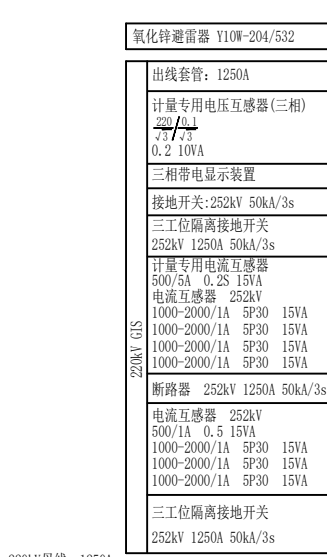 氧化锌避雷器 Y10W-204/532
出线套管：1250A
计量专用电压互感器(三相)
220/√3 / 0.1/√3
0.2 10VA
三相带电显示装置
接地开关:252kV 50kA/3s
三工位隔离接地开关
252kV 1250A 50kA/3s
计量专用电流互感器
500/5A 0.2S 15VA
电流互感器 252kV
1000-2000/1A 5P30 15VA
1000-2000/1A 5P30 15VA
1000-2000/1A 5P30 15VA
1000-2000/1A 5P30 15VA
220kV GIS
断路器 252kV 1250A 50kA/3s
电流互感器 252kV
500/1A 0.5 15VA
1000-2000/1A 5P30 15VA
1000-2000/1A 5P30 15VA
1000-2000/1A 5P30 15VA
三工位隔离接地开关
252kV 1250A 50kA/3s